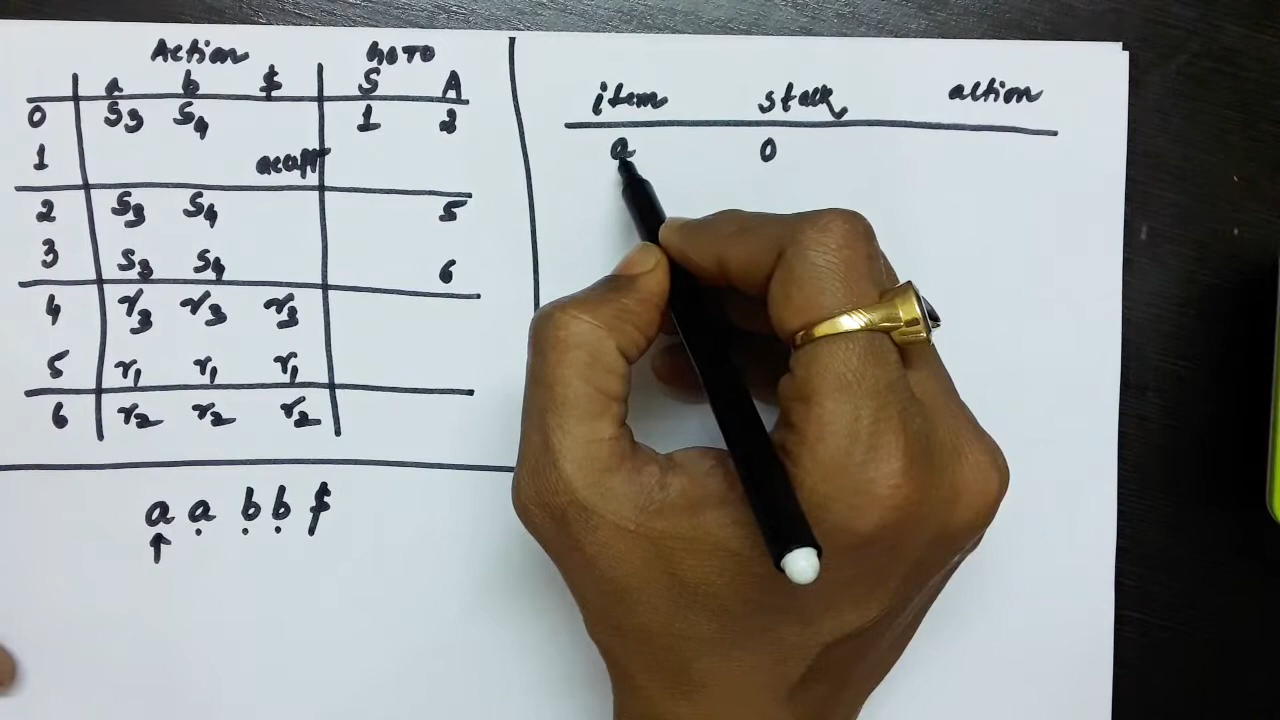 Action GOTO
a b $ S A
0 S3 S4 1 2
1 accept
2 S3 S4 5
3 S3 S4 6
4 r3 r3 r3
5 r1 r1 r1
6 r2 r2 r2
a a b b $
item stack action
a 0